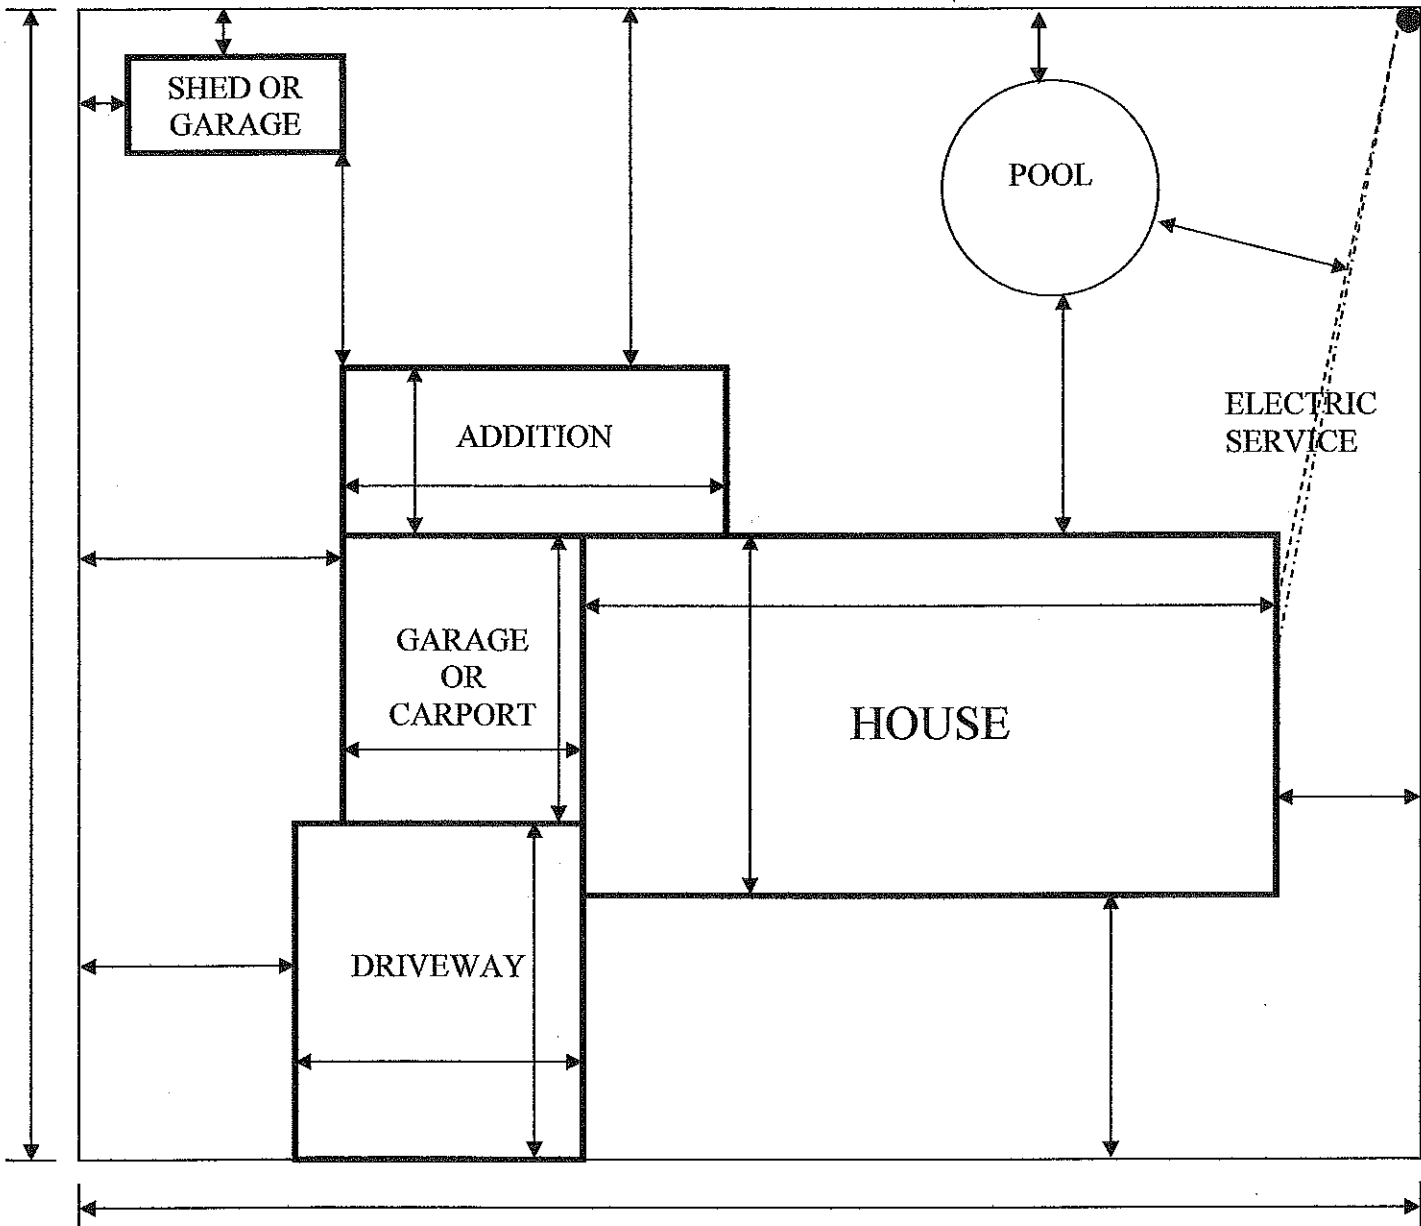 SHED OR
GARAGE
POOL
ELECTRIC
SERVICE
ADDITION
GARAGE
OR
CARPORT
HOUSE
DRIVEWAY